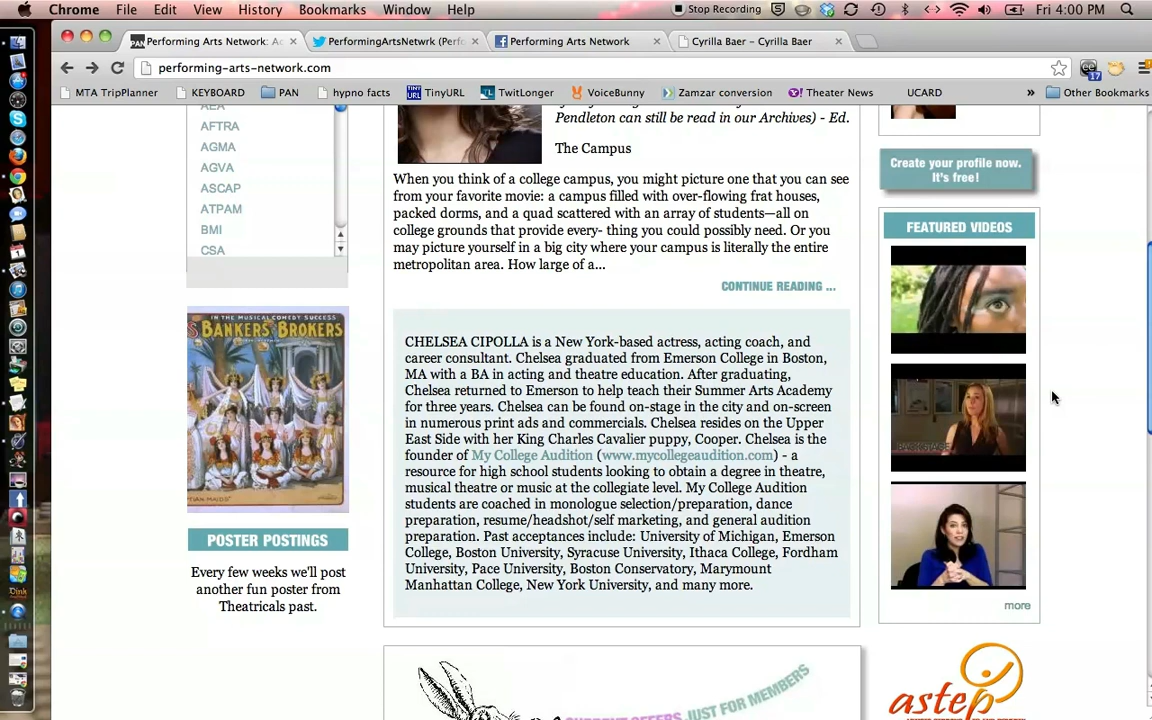 Chrome File Edit View History Bookmarks Window Help Stop Recording Fri 4:00 PM
PAN Performing Arts Network: Ac PerformingArtsNetwrk (Perfo Performing Arts Network Cyrilla Baer – Cyrilla Baer
performing-arts-network.com
17
MTA TripPlanner KEYBOARD PAN hypno facts TinyURL TwitLonger VoiceBunny Zamzar conversion Theater News UCARD » Other Bookmarks
AEA
AFTRA
AGMA
AGVA
ASCAP
ATPAM
BMI
CSA
IN THE MUSICAL COMEDY SUCCESS
BANKERS BROKERS
POSTER POSTINGS
Every few weeks we'll post
another fun poster from
Theatricals past.
Pendleton can still be read in our Archives) - Ed.
The Campus
When you think of a college campus, you might picture one that you can see
from your favorite movie: a campus filled with over-flowing frat houses,
packed dorms, and a quad scattered with an array of students—all on
college grounds that provide every- thing you could possibly need. Or you
may picture yourself in a big city where your campus is literally the entire
metropolitan area. How large of a...
CONTINUE READING ...
CHELSEA CIPOLLA is a New York-based actress, acting coach, and
career consultant. Chelsea graduated from Emerson College in Boston,
MA with a BA in acting and theatre education. After graduating,
Chelsea returned to Emerson to help teach their Summer Arts Academy
for three years. Chelsea can be found on-stage in the city and on-screen
in numerous print ads and commercials. Chelsea resides on the Upper
East Side with her King Charles Cavalier puppy, Cooper. Chelsea is the
founder of My College Audition (www.mycollegeaudition.com) - a
resource for high school students looking to obtain a degree in theatre,
musical theatre or music at the collegiate level. My College Audition
students are coached in monologue selection/preparation, dance
preparation, resume/headshot/self marketing, and general audition
preparation. Past acceptances include: University of Michigan, Emerson
College, Boston University, Syracuse University, Ithaca College, Fordham
University, Pace University, Boston Conservatory, Marymount
Manhattan College, New York University, and many more.
CURRENT OFFERS JUST FOR MEMBERS
Create your profile now.
It's free!
FEATURED VIDEOS
BACKSTAGE
more
astep